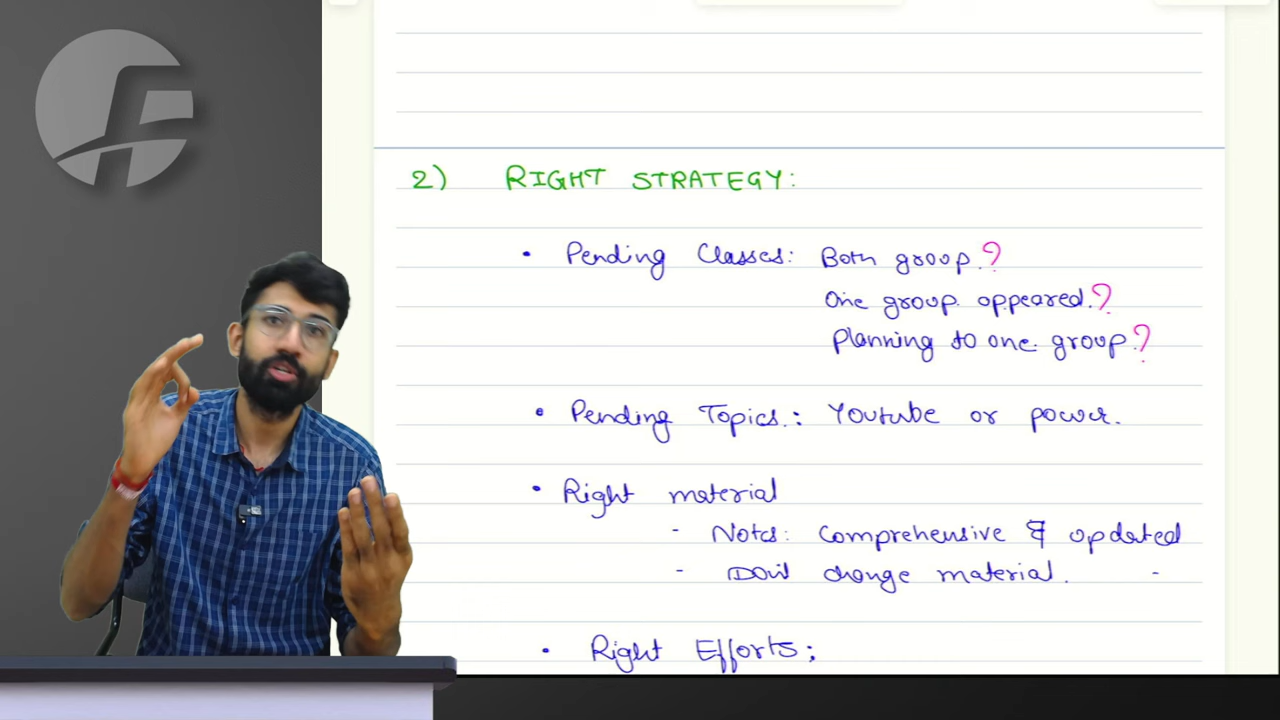 2) RIGHT STRATEGY:
• Pending Classes: Both group.?
One group appeared.?
Planning to one group?
• Pending Topics.: Youtube or power.
• Right material
- Notes: Comprehensive & updated
- Don't change material. -
• Right Efforts;